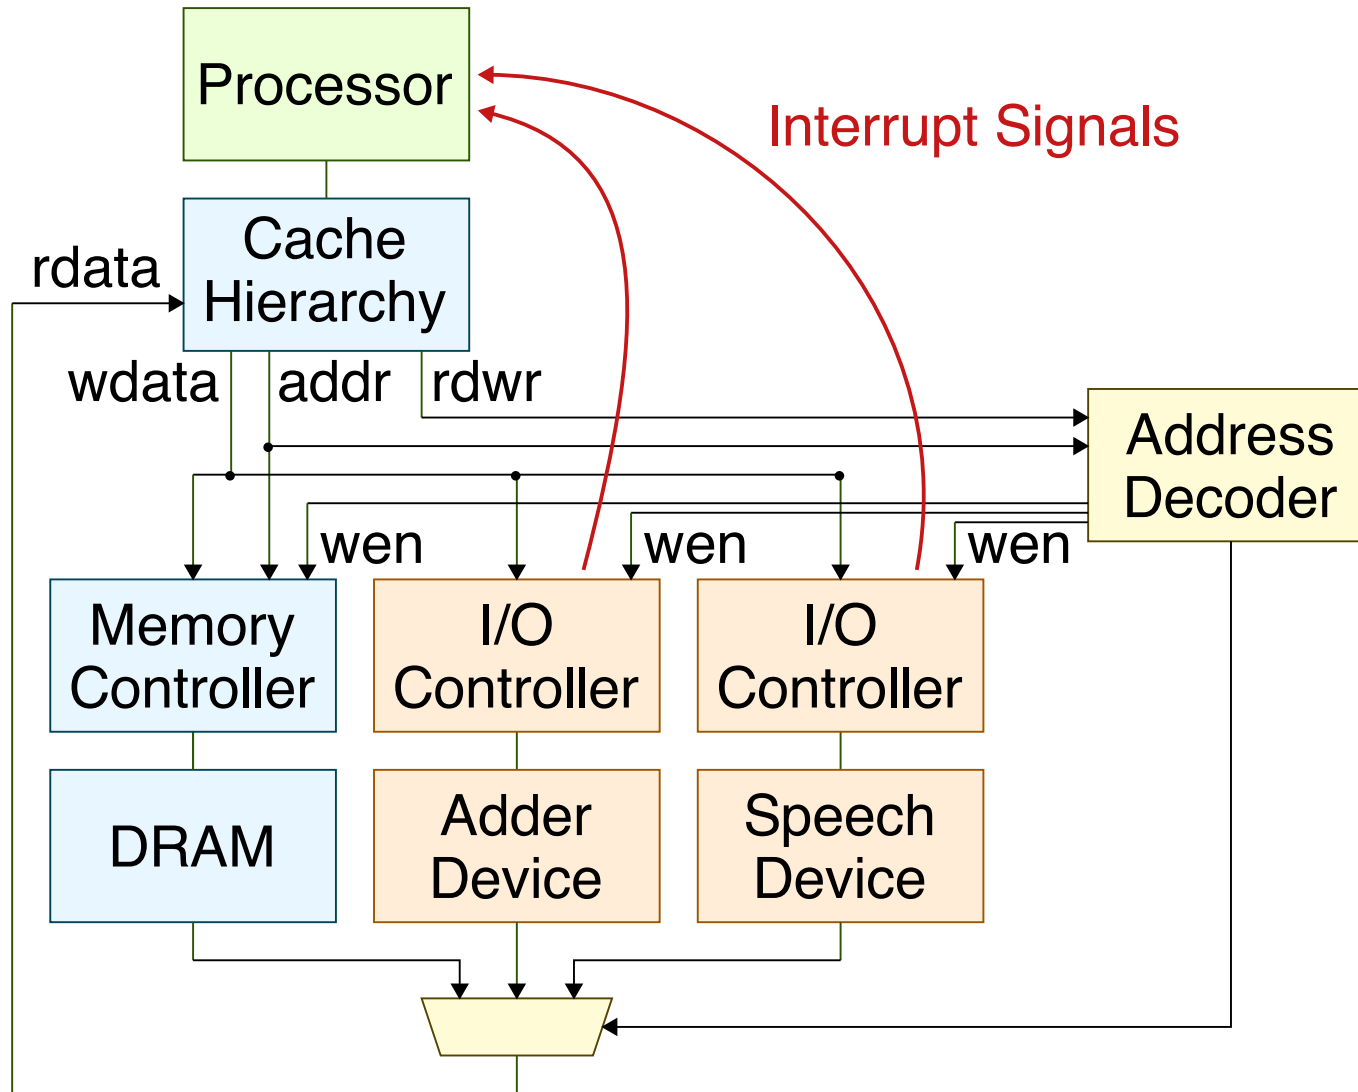 Processor
Interrupt Signals
Cache
Hierarchy
rdata
wdata
addr
rdwr
Address
Decoder
wen
wen
wen
Memory
Controller
I/O
Controller
I/O
Controller
DRAM
Adder
Device
Speech
Device